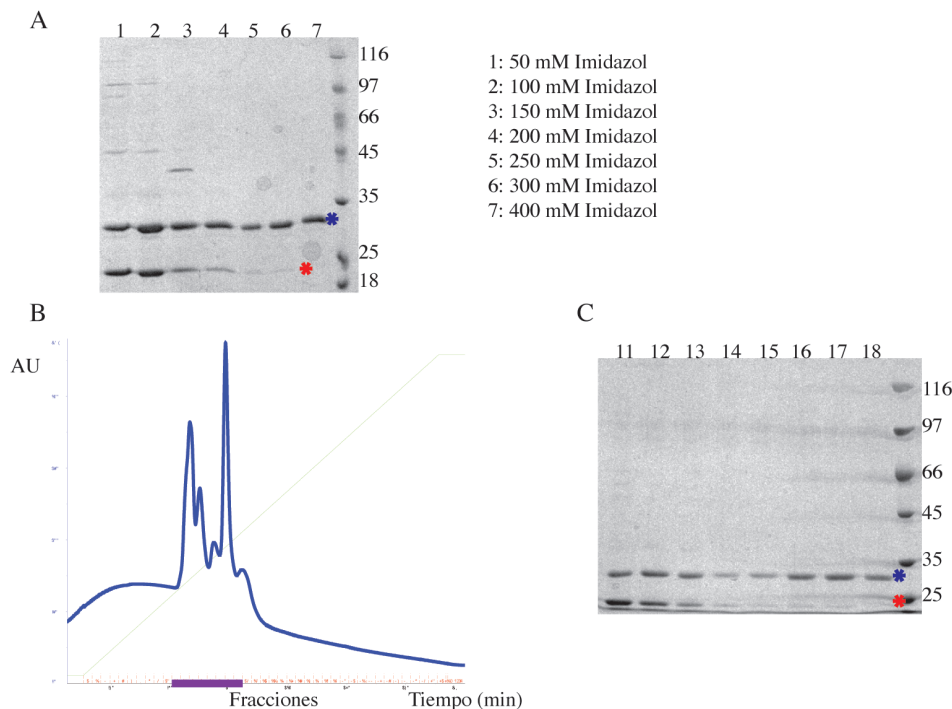 A
1 2 3 4 5 6 7
116
97
66
45
35
25
18
1: 50 mM Imidazol
2: 100 mM Imidazol
3: 150 mM Imidazol
4: 200 mM Imidazol
5: 250 mM Imidazol
6: 300 mM Imidazol
7: 400 mM Imidazol
B
AU
Fracciones
Tiempo (min)
C
11 12 13 14 15 16 17 18
116
97
66
45
35
25